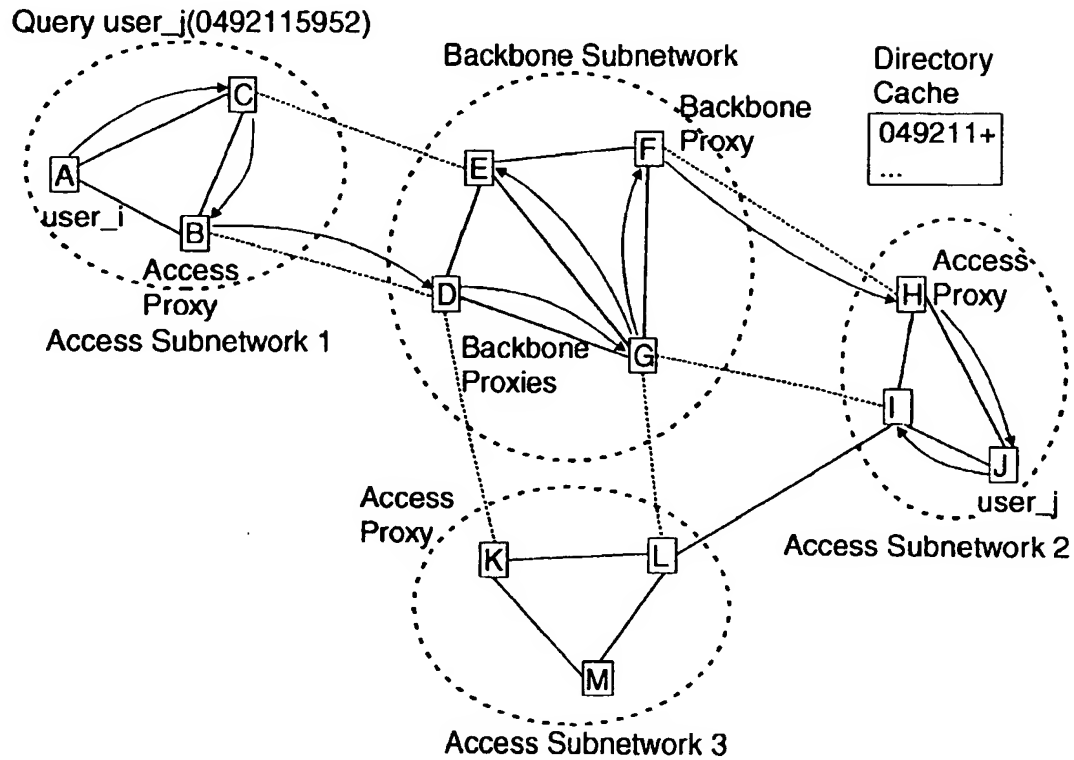 Query user_j(0492115952)
Backbone Subnetwork
Directory
Cache
049211+
...
Backbone
Proxy
C
F
E
A
user_i
B
Access
Proxy
Access Subnetwork 1
D
Backbone
Proxies
G
H
Access
Proxy
I
J
user_j
Access Subnetwork 2
Access
Proxy
K
L
M
Access Subnetwork 3